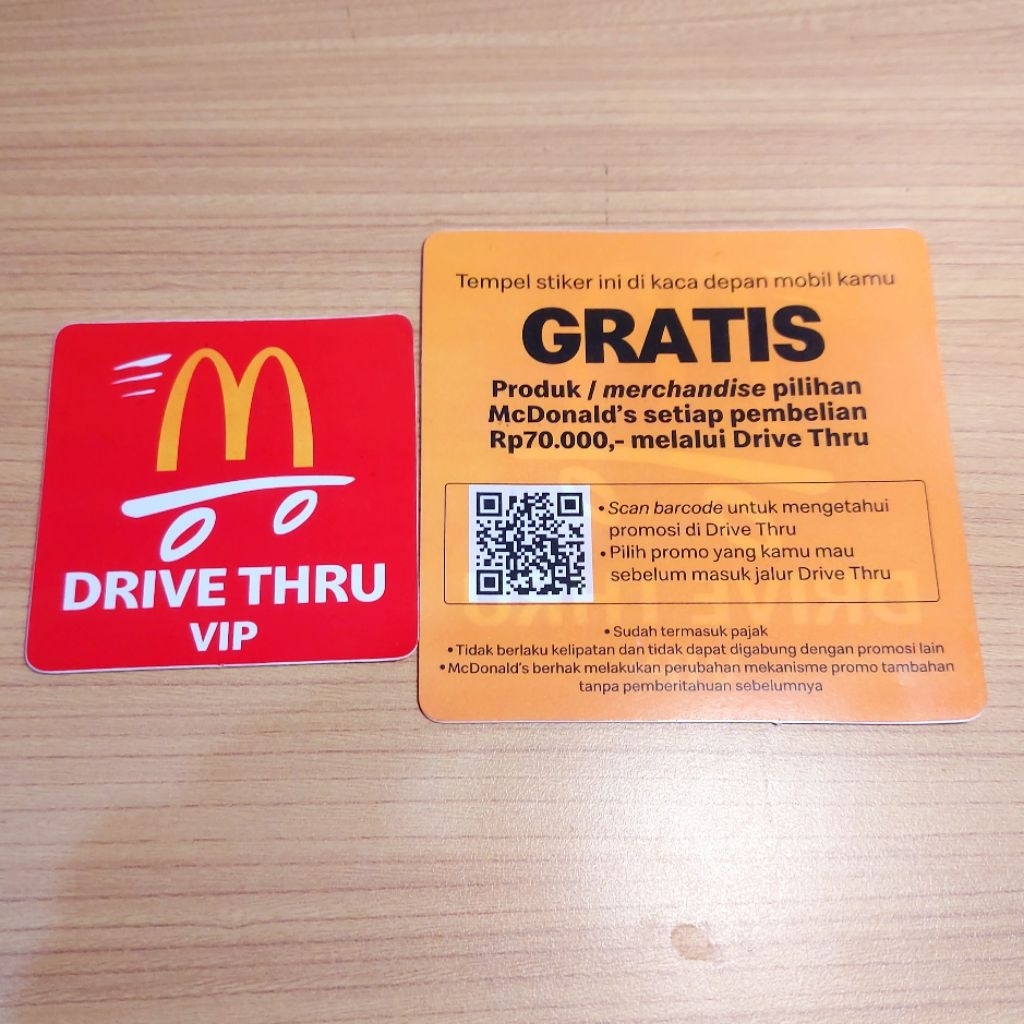 DRIVE THRU
VIP
Tempel stiker ini di kaca depan mobil kamu
GRATIS
Produk / merchandise pilihan
McDonald's setiap pembelian
Rp70.000,- melalui Drive Thru
• Scan barcode untuk mengetahui
promosi di Drive Thru
• Pilih promo yang kamu mau
sebelum masuk jalur Drive Thru
• Sudah termasuk pajak
• Tidak berlaku kelipatan dan tidak dapat digabung dengan promosi lain
• McDonald's berhak melakukan perubahan mekanisme promo tambahan
tanpa pemberitahuan sebelumnya